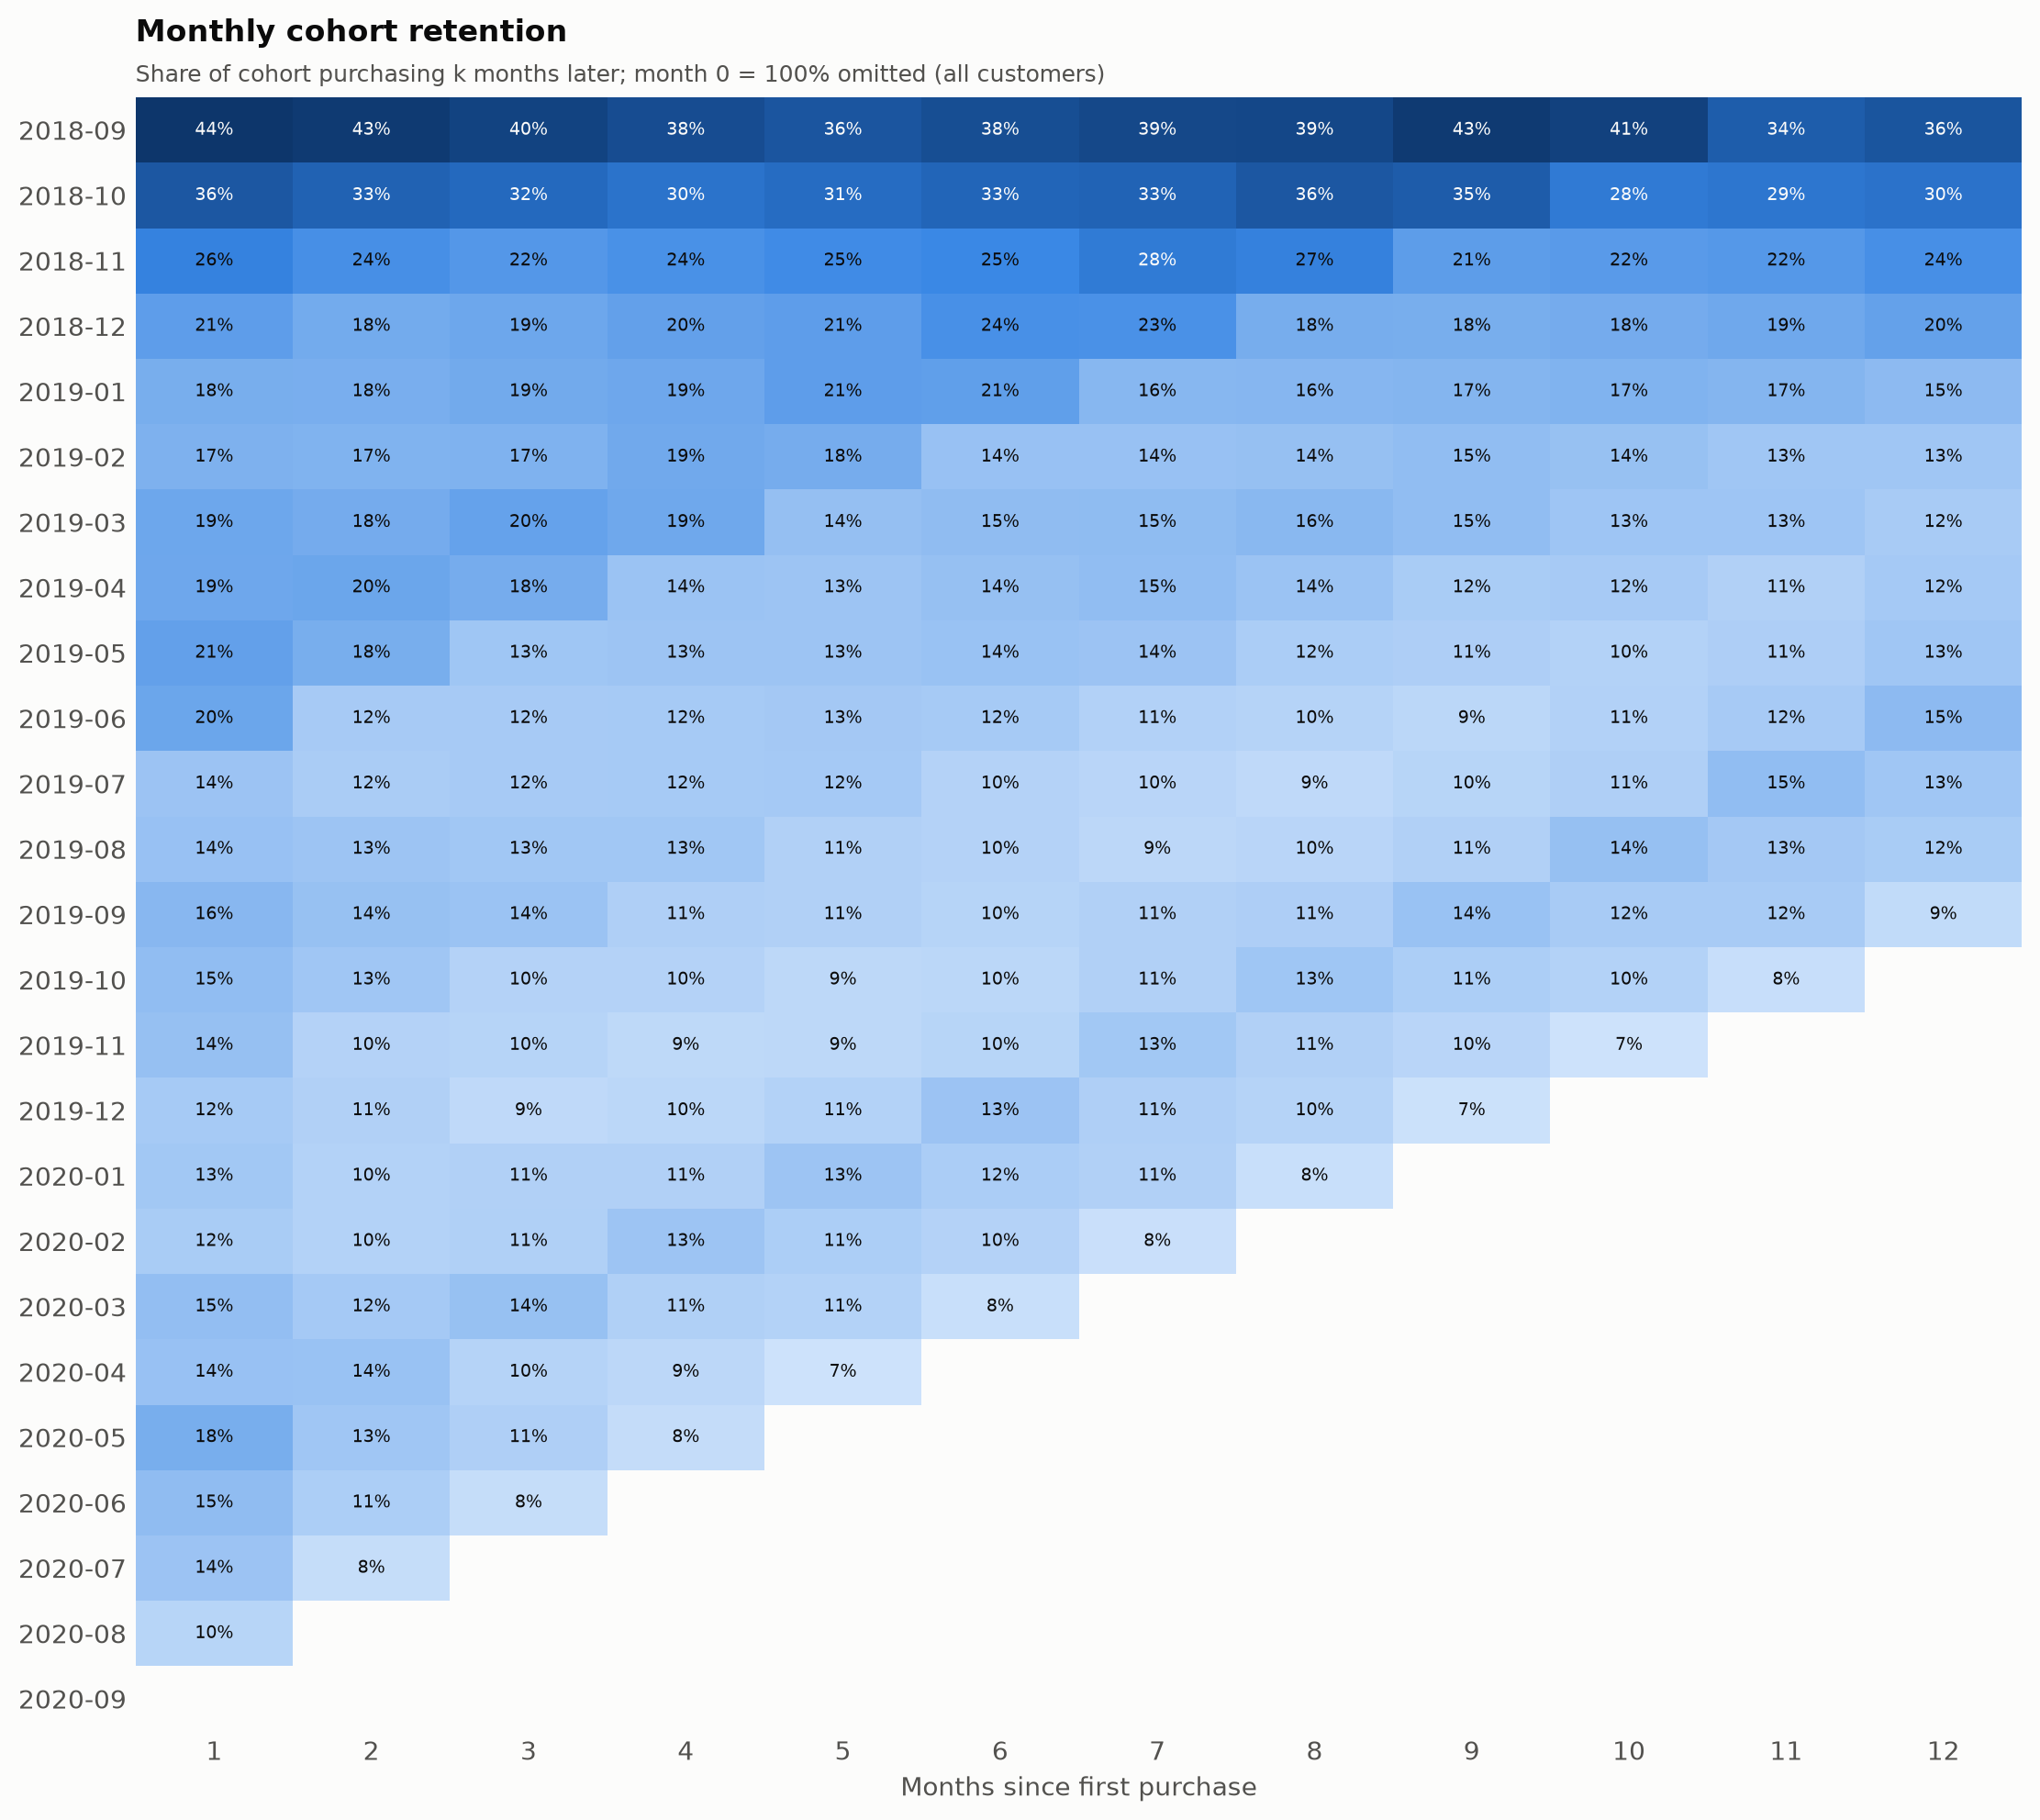 Monthly cohort retention
Share of cohort purchasing k months later; month 0 = 100% omitted (all customers)
2018-09 44% 43% 40% 38% 36% 38% 39% 39% 43% 41% 34% 36%
2018-10 36% 33% 32% 30% 31% 33% 33% 36% 35% 28% 29% 30%
2018-11 26% 24% 22% 24% 25% 25% 28% 27% 21% 22% 22% 24%
2018-12 21% 18% 19% 20% 21% 24% 23% 18% 18% 18% 19% 20%
2019-01 18% 18% 19% 19% 21% 21% 16% 16% 17% 17% 17% 15%
2019-02 17% 17% 17% 19% 18% 14% 14% 14% 15% 14% 13% 13%
2019-03 19% 18% 20% 19% 14% 15% 15% 16% 15% 13% 13% 12%
2019-04 19% 20% 18% 14% 13% 14% 15% 14% 12% 12% 11% 12%
2019-05 21% 18% 13% 13% 13% 14% 14% 12% 11% 10% 11% 13%
2019-06 20% 12% 12% 12% 13% 12% 11% 10% 9% 11% 12% 15%
2019-07 14% 12% 12% 12% 12% 10% 10% 9% 10% 11% 15% 13%
2019-08 14% 13% 13% 13% 11% 10% 9% 10% 11% 14% 13% 12%
2019-09 16% 14% 14% 11% 11% 10% 11% 11% 14% 12% 12% 9%
2019-10 15% 13% 10% 10% 9% 10% 11% 13% 11% 10% 8%
2019-11 14% 10% 10% 9% 9% 10% 13% 11% 10% 7%
2019-12 12% 11% 9% 10% 11% 13% 11% 10% 7%
2020-01 13% 10% 11% 11% 13% 12% 11% 8%
2020-02 12% 10% 11% 13% 11% 10% 8%
2020-03 15% 12% 14% 11% 11% 8%
2020-04 14% 14% 10% 9% 7%
2020-05 18% 13% 11% 8%
2020-06 15% 11% 8%
2020-07 14% 8%
2020-08 10%
2020-09
1 2 3 4 5 6 7 8 9 10 11 12
Months since first purchase